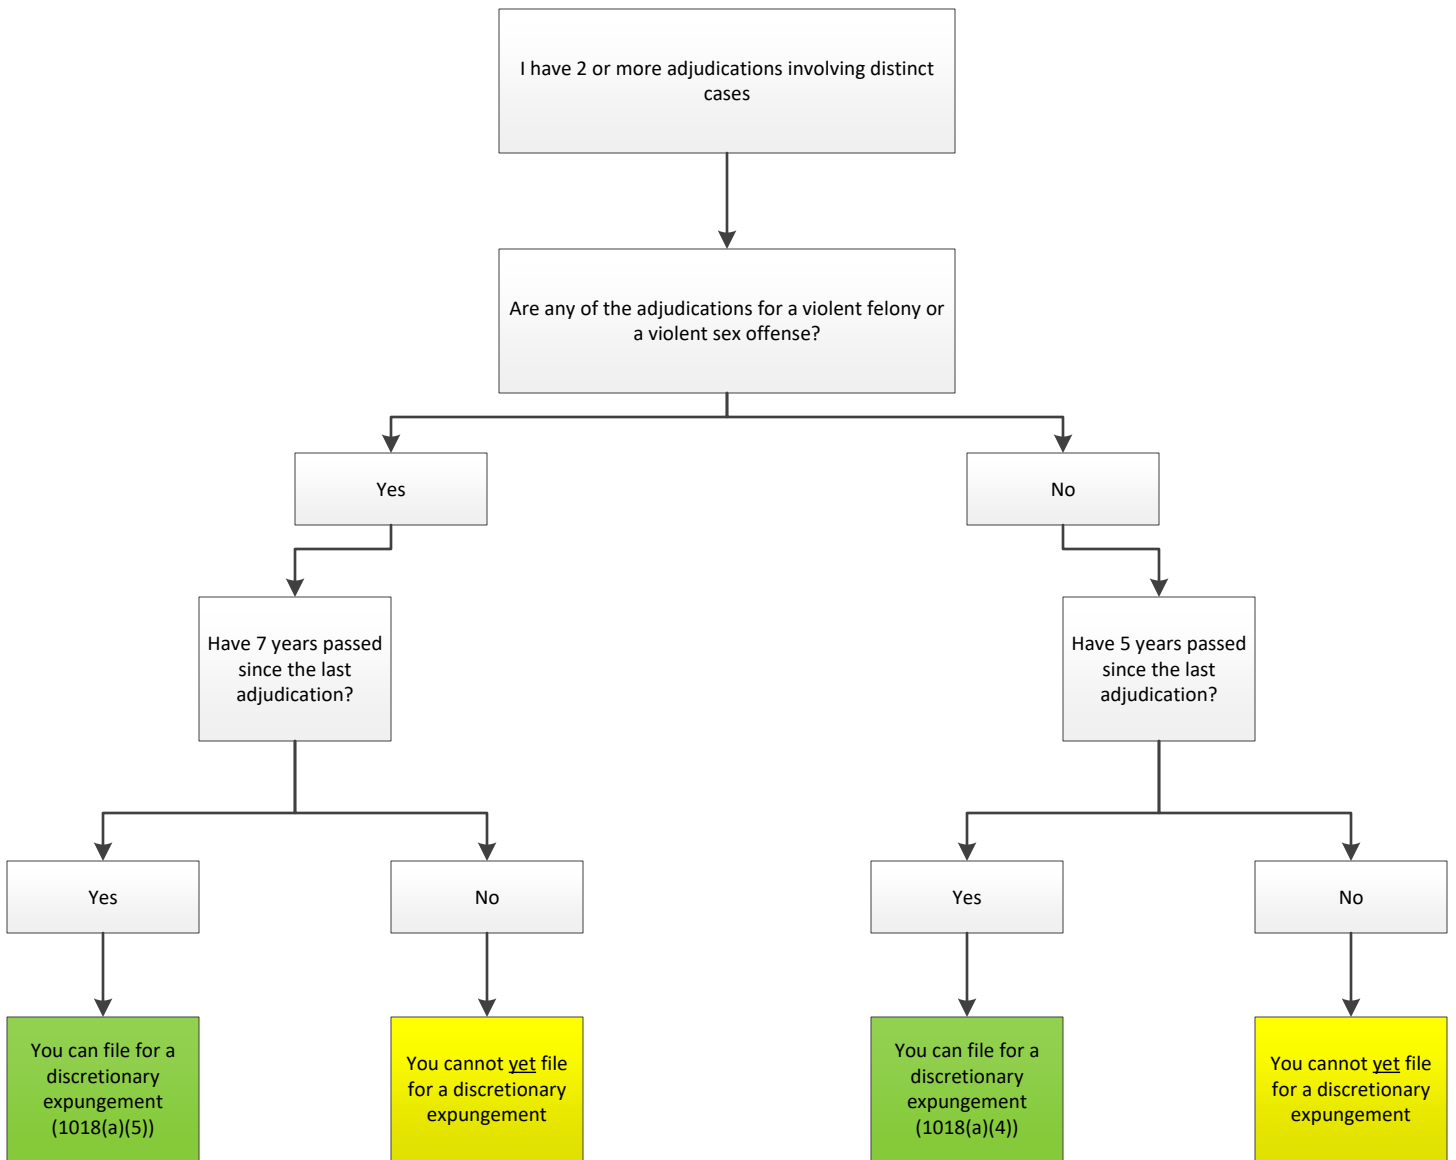 I have 2 or more adjudications involving distinct
cases
Are any of the adjudications for a violent felony or
a violent sex offense?
Yes
No
Have 7 years passed
since the last
adjudication?
Have 5 years passed
since the last
adjudication?
Yes
No
Yes
No
You can file for a
discretionary
expungement
(1018(a)(5))
You cannot yet file
for a discretionary
expungement
You can file for a
discretionary
expungement
(1018(a)(4))
You cannot yet file
for a discretionary
expungement